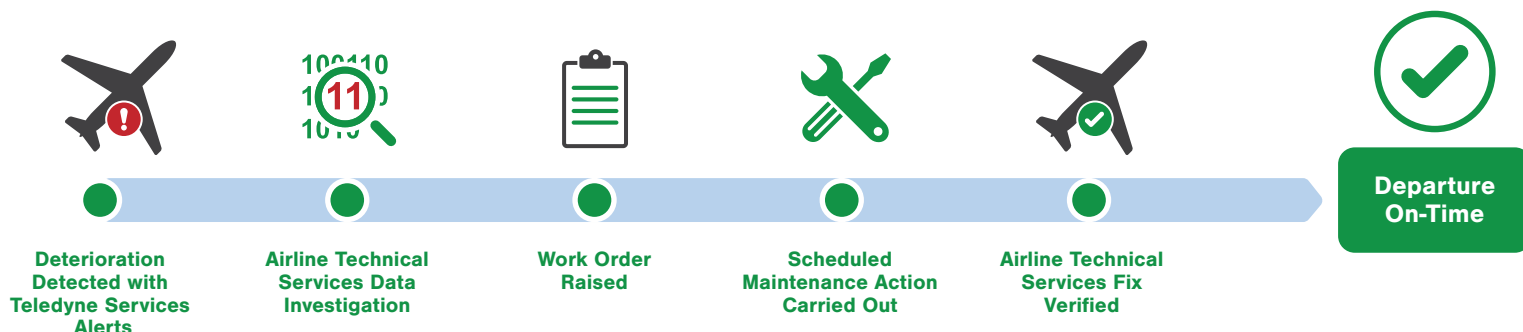 100110
11
1010
Departure
On-Time
Deterioration
Detected with
Teledyne Services
Alerts
Airline Technical
Services Data
Investigation
Work Order
Raised
Scheduled
Maintenance Action
Carried Out
Airline Technical
Services Fix
Verified